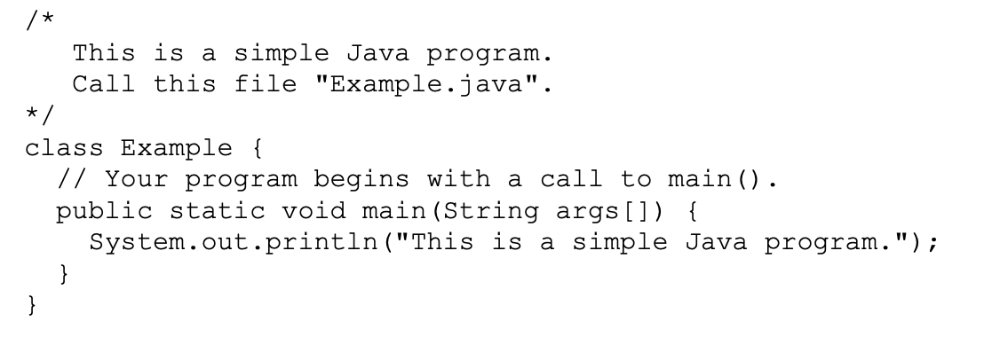 /*
   This is a simple Java program.
   Call this file "Example.java".
*/
class Example {
  // Your program begins with a call to main().
  public static void main(String args[]) {
    System.out.println("This is a simple Java program.");
  }
}